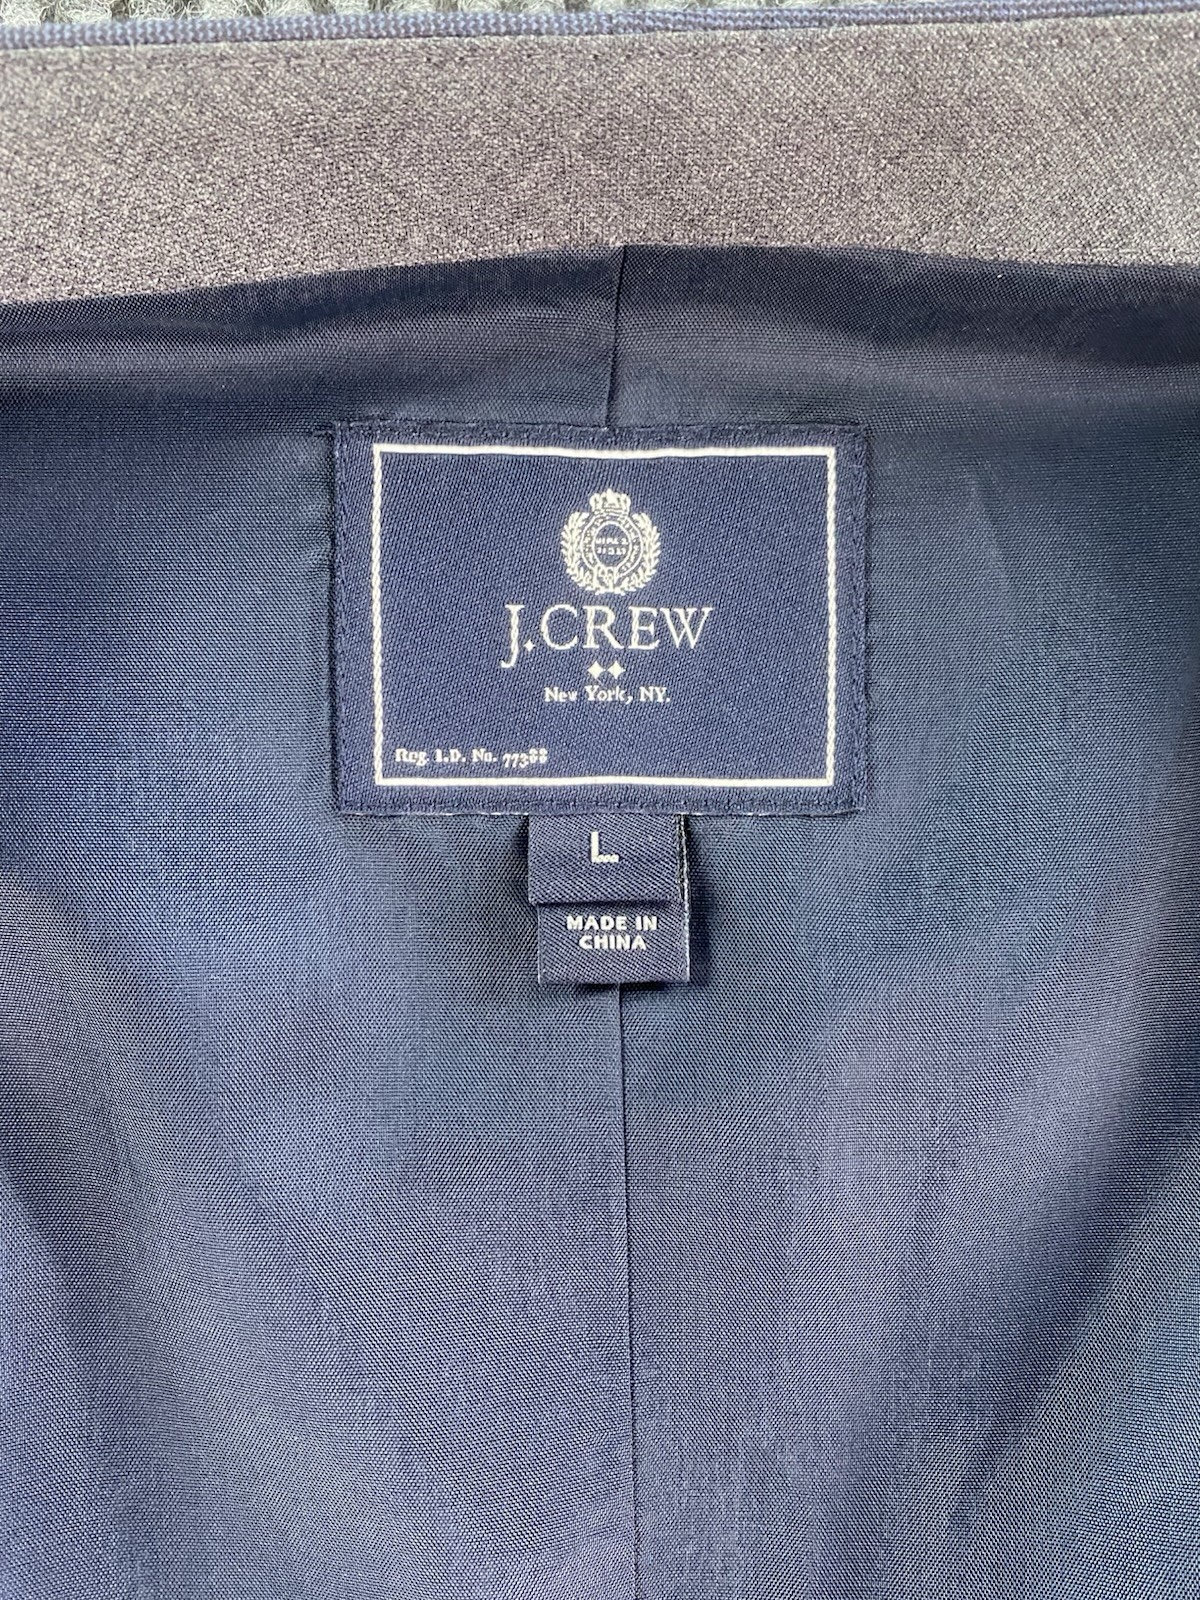 J.CREW
New York, NY.
Reg. I.D. No. 77388
L
MADE IN
CHINA